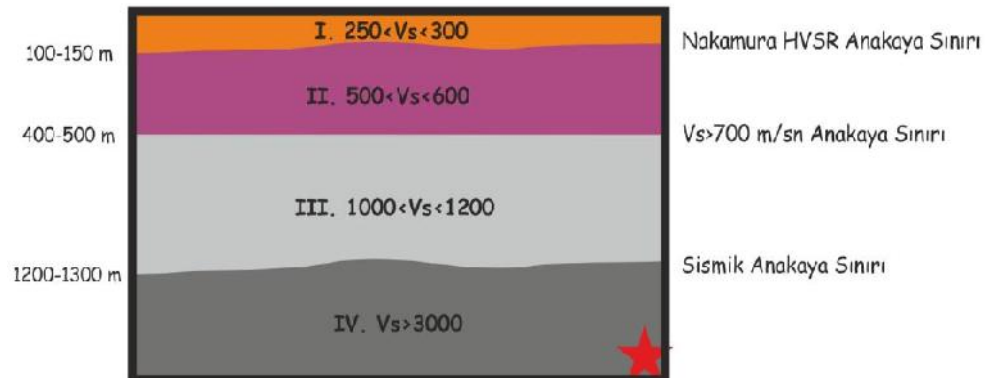 I. 250<Vs<300
Nakamura HVSR Anakaya Sınırı
100-150 m
II. 500<Vs<600
400-500 m
Vs>700 m/sn Anakaya Sınırı
III. 1000<Vs<1200
1200-1300 m
Sismik Anakaya Sınırı
IV. Vs>3000